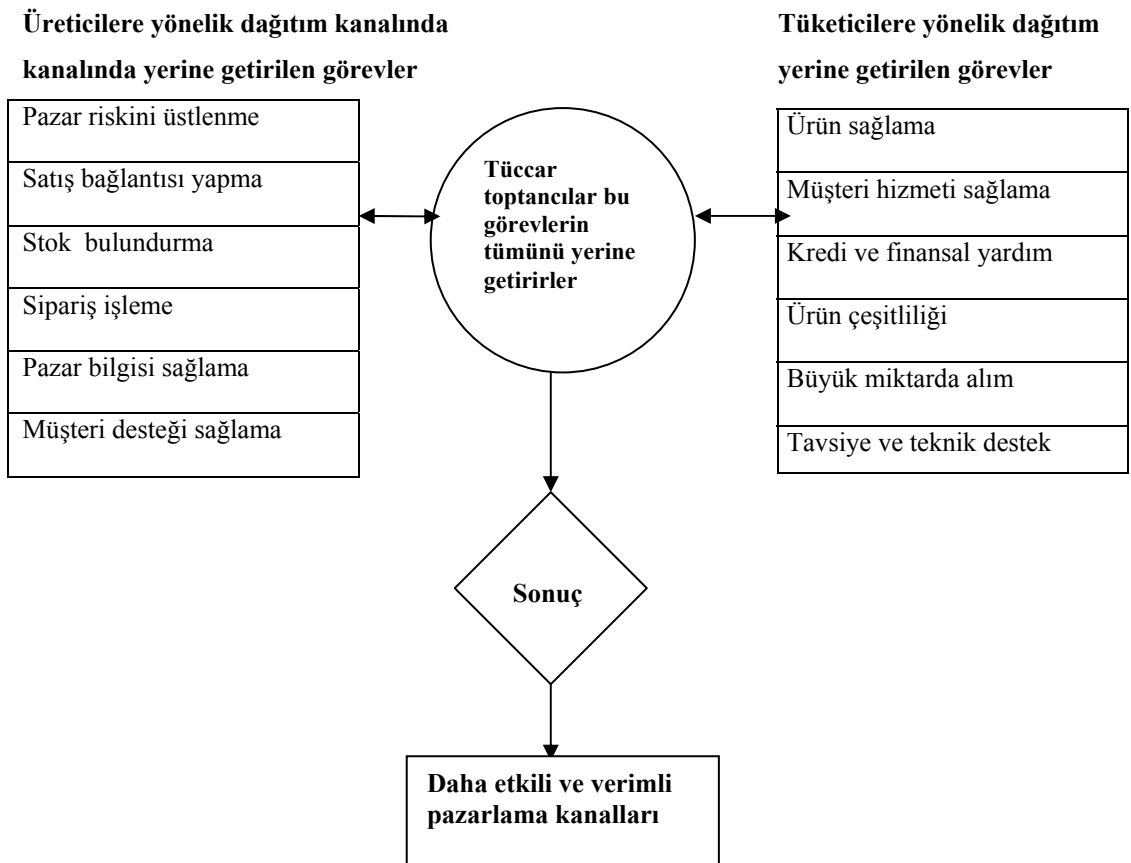 Üreticilere yönelik dağıtım kanalında
kanalında yerine getirilen görevler
Tüketicilere yönelik dağıtım
yerine getirilen görevler
Pazar riskini üstlenme
Satış bağlantısı yapma
Stok bulundurma
Sipariş işleme
Pazar bilgisi sağlama
Müşteri desteği sağlama
Tüccar
toptancılar bu
görevlerin
tümünü yerine
getirirler
Ürün sağlama
Müşteri hizmeti sağlama
Kredi ve finansal yardım
Ürün çeşitliliği
Büyük miktarda alım
Tavsiye ve teknik destek
Sonuç
Daha etkili ve verimli
pazarlama kanalları